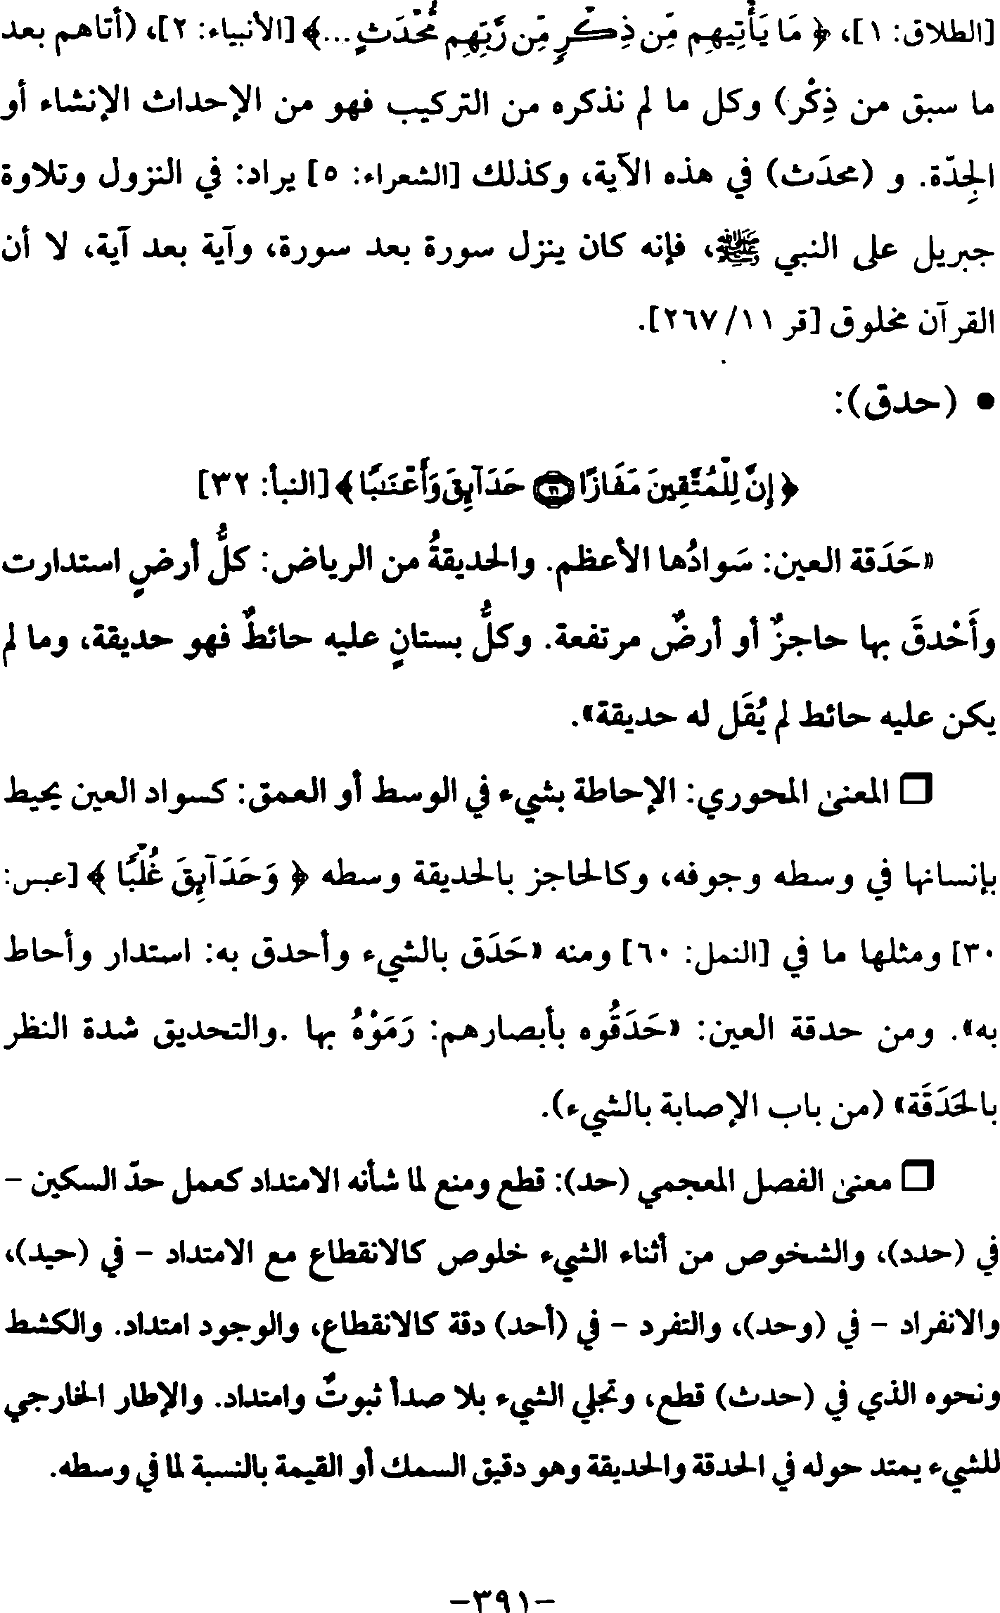 [الطلاق: ١]، ﴿ مَا يَأْتِيهِم مِّن ذِكْرٍ مِّن رَّبِّهِم مُّحْدَثٍ ...﴾ [الأنبياء: ٢]، (أتاهم بعد
ما سبق من ذِكْر) وكل ما لم نذكره من التركيب فهو من الإحداث الإنشاء أو
الجِدّة. و (محدَث) في هذه الآية، وكذلك [الشعراء: ٥] يراد: في النزول وتلاوة
جبريل على النبي ﷺ، فإنه كان ينزل سورة بعد سورة، وآية بعد آية، لا أن
القرآن مخلوق [قر ١١/ ٢٦٧].
• (حدق):
﴿ إِنَّ لِلْمُتَّقِينَ مَفَازًا ۝٣١ حَدَآئِقَ وَأَعْنَٰبًا ﴾ [النبأ: ٣٢]
«حَدَقة العين: سَوادُها الأعظم. والحديقةُ من الرياض: كلُّ أرضٍ استدارت
وأَحْدقَ بها حاجزٌ أو أرضٌ مرتفعة. وكلُّ بستانٍ عليه حائطٌ فهو حديقة، وما لم
يكن عليه حائط لم يُقَل له حديقة».
❒ المعنى المحوري: الإحاطة بشيء في الوسط أو العمق: كسواد العين يحيط
بإنسانها في وسطه وجوفه، وكالحاجز بالحديقة وسطه ﴿ وَحَدَآئِقَ غُلْبًا ﴾ [عبس:
٣٠] ومثلها ما في [النمل: ٦٠] ومنه «حَدَق بالشيء وأحدق به: استدار وأحاط
به». ومن حدقة العين: «حَدَقُوه بأبصارهم: رَمَوْهُ بها .والتحديق شدة النظر
بالحَدَقَة» (من باب الإصابة بالشيء).
❒ معنى الفصل المعجمي (حد): قطع ومنع لما شأنه الامتداد كعمل حدّ السكين -
في (حدد)، والشخوص من أثناء الشيء خلوص كالانقطاع مع الامتداد - في (حيد)،
والانفراد - في (وحد)، والتفرد - في (أحد) دقة كالانقطاع، والوجود امتداد. والكشط
ونحوه الذي في (حدث) قطع، وتجلي الشيء بلا صدأ ثبوتٌ وامتداد. والإطار الخارجي
للشيء يمتد حوله في الحدقة والحديقة وهو دقيق السمك أو القيمة بالنسبة لما في وسطه.
-٣٩١-